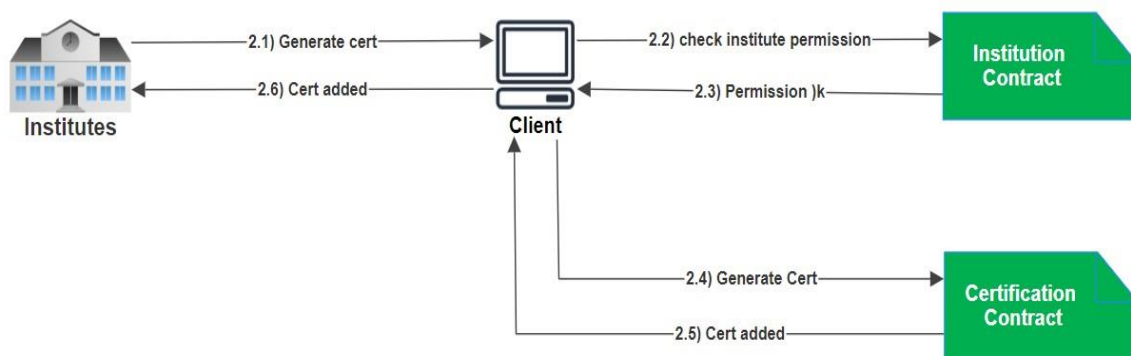 2.1) Generate cert
2.2) check institute permission
Institution
Contract
2.6) Cert added
2.3) Permission )k
Institutes
Client
2.4) Generate Cert
Certification
Contract
2.5) Cert added